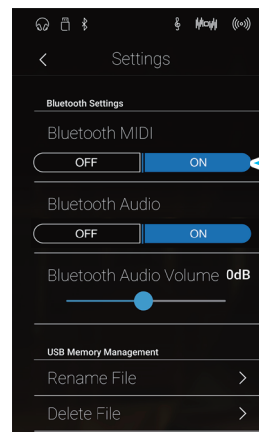 Settings
Bluetooth Settings
Bluetooth MIDI
OFF ON
Bluetooth Audio
OFF ON
Bluetooth Audio Volume 0dB
USB Memory Management
Rename File
Delete File